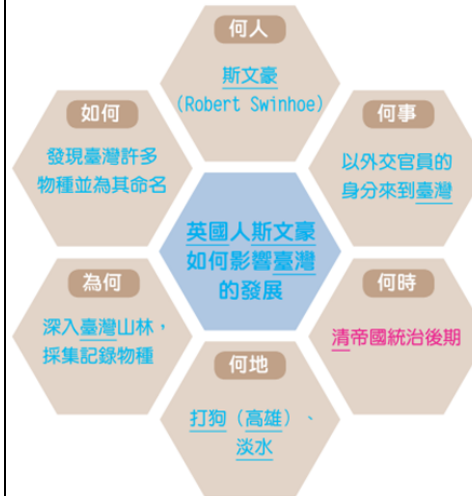 何人
斯文豪
(Robert Swinhoe)
何事
以外交官員的
身分來到臺灣
何時
清帝國統治後期
何地
打狗（高雄）、
淡水
為何
深入臺灣山林，
採集記錄物種
如何
發現臺灣許多
物種並為其命名
英國人斯文豪
如何影響臺灣
的發展